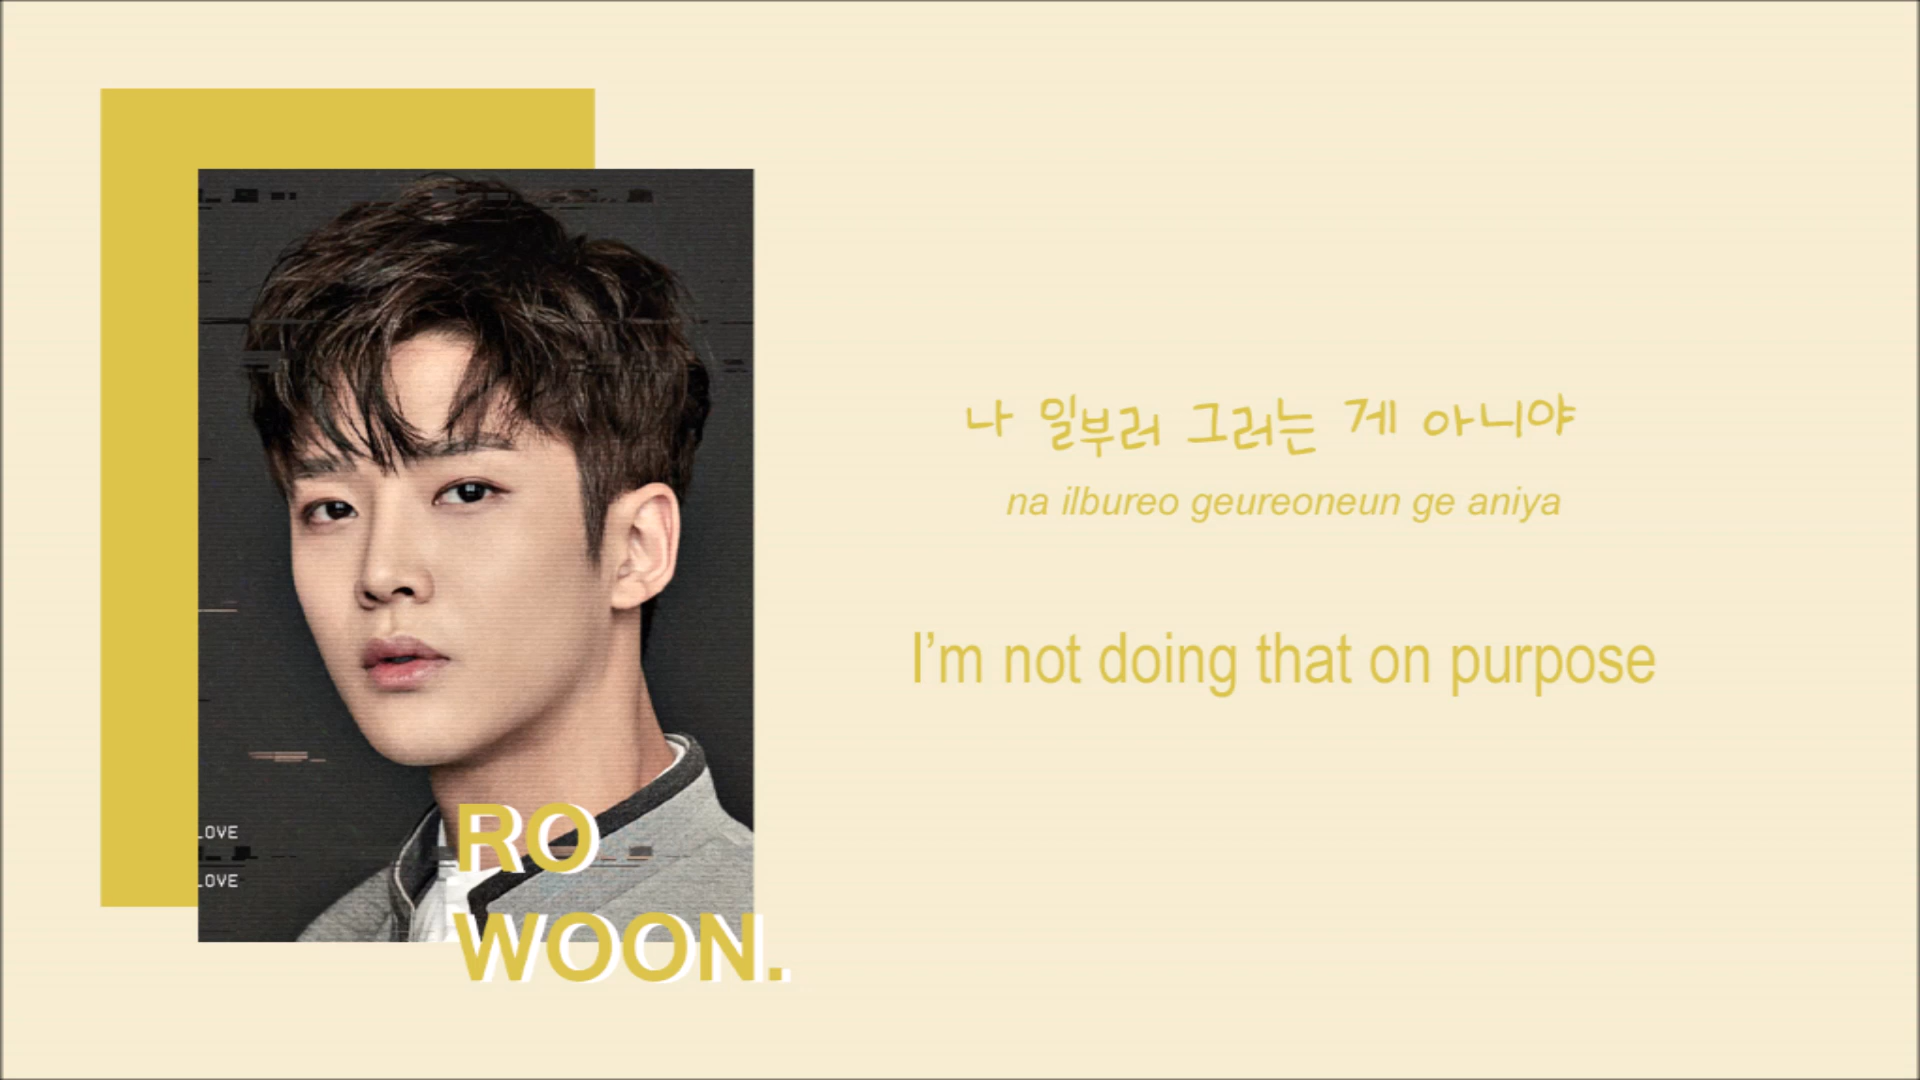 나 일부러 그러는 게 아니야
na ilbureo geureoneun ge aniya
I'm not doing that on purpose
LOVE
LOVE
RO
WOON.